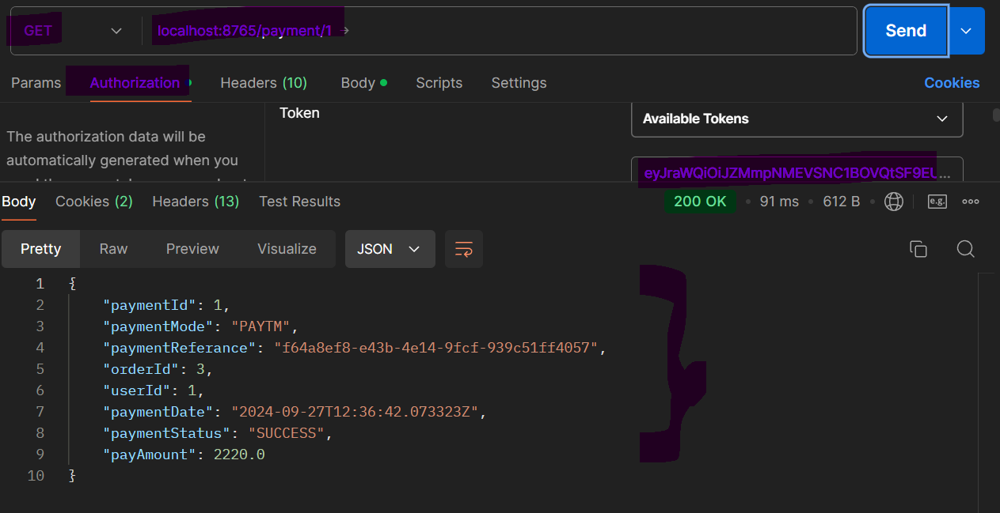 GET localhost:8765/payment/1 Send
Params Authorization Headers (10) Body Scripts Settings Cookies
Token
Available Tokens
The authorization data will be
automatically generated when you
eyJraWQiOiJZMmpNMEVSNC1BOVQtSF9EU...
Body Cookies (2) Headers (13) Test Results 200 OK 91 ms 612 B e.g.
Pretty Raw Preview Visualize JSON
1 {
2 "paymentId": 1,
3 "paymentMode": "PAYTM",
4 "paymentReferance": "f64a8ef8-e43b-4e14-9fcf-939c51ff4057",
5 "orderId": 3,
6 "userId": 1,
7 "paymentDate": "2024-09-27T12:36:42.073323Z",
8 "paymentStatus": "SUCCESS",
9 "payAmount": 2220.0
10 }